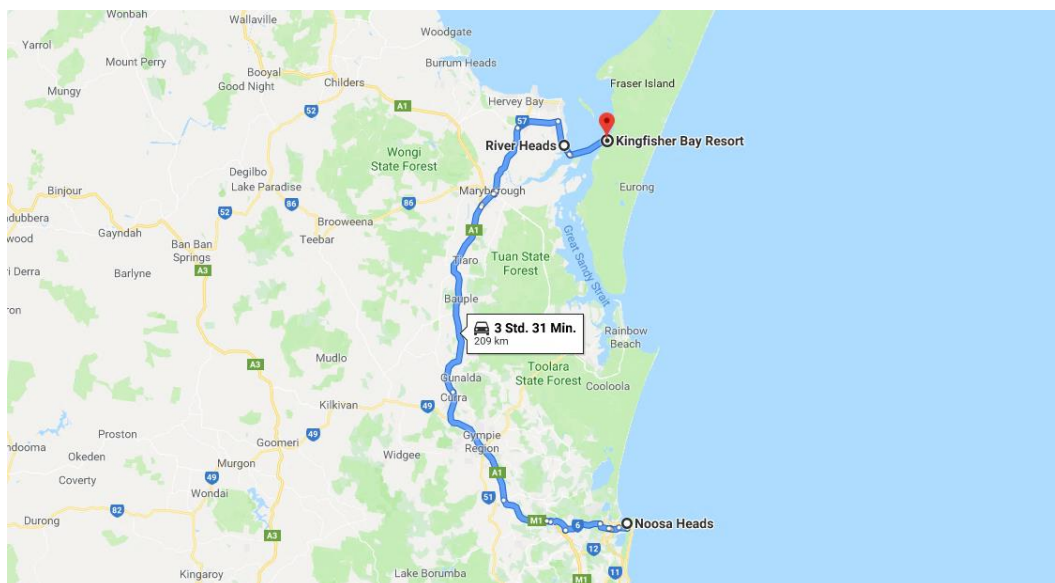 Wonbah
Wallaville
Woodgate
Yarrol
Mount Perry
Burrum Heads
Booyal
Good Night
Childers
Mungy
Fraser Island
Hervey Bay
A1
52
57
River Heads
Kingfisher Bay Resort
Wongi
State Forest
Degilbo
Lake Paradise
Maryborough
Eurong
Binjour
86
86
52
Gayndah
Brooweena
Teebar
A1
Great Sandy Strait
Ban Ban
Springs
Tuan State
Forest
Tiaro
Barlyne
A3
Bauple
3 Std. 31 Min.
209 km
Rainbow
Beach
Mudlo
A3
Gunalda
Toolara
State Forest
Cooloola
Curra
Kilkivan
49
Proston
49
Gympie
Region
Goomeri
Okeden
Widgee
Murgon
Coverty
49
A1
Wondai
51
82
Durong
M1
6
Noosa Heads
A3
12
11
Kingaroy
Lake Borumba
M1